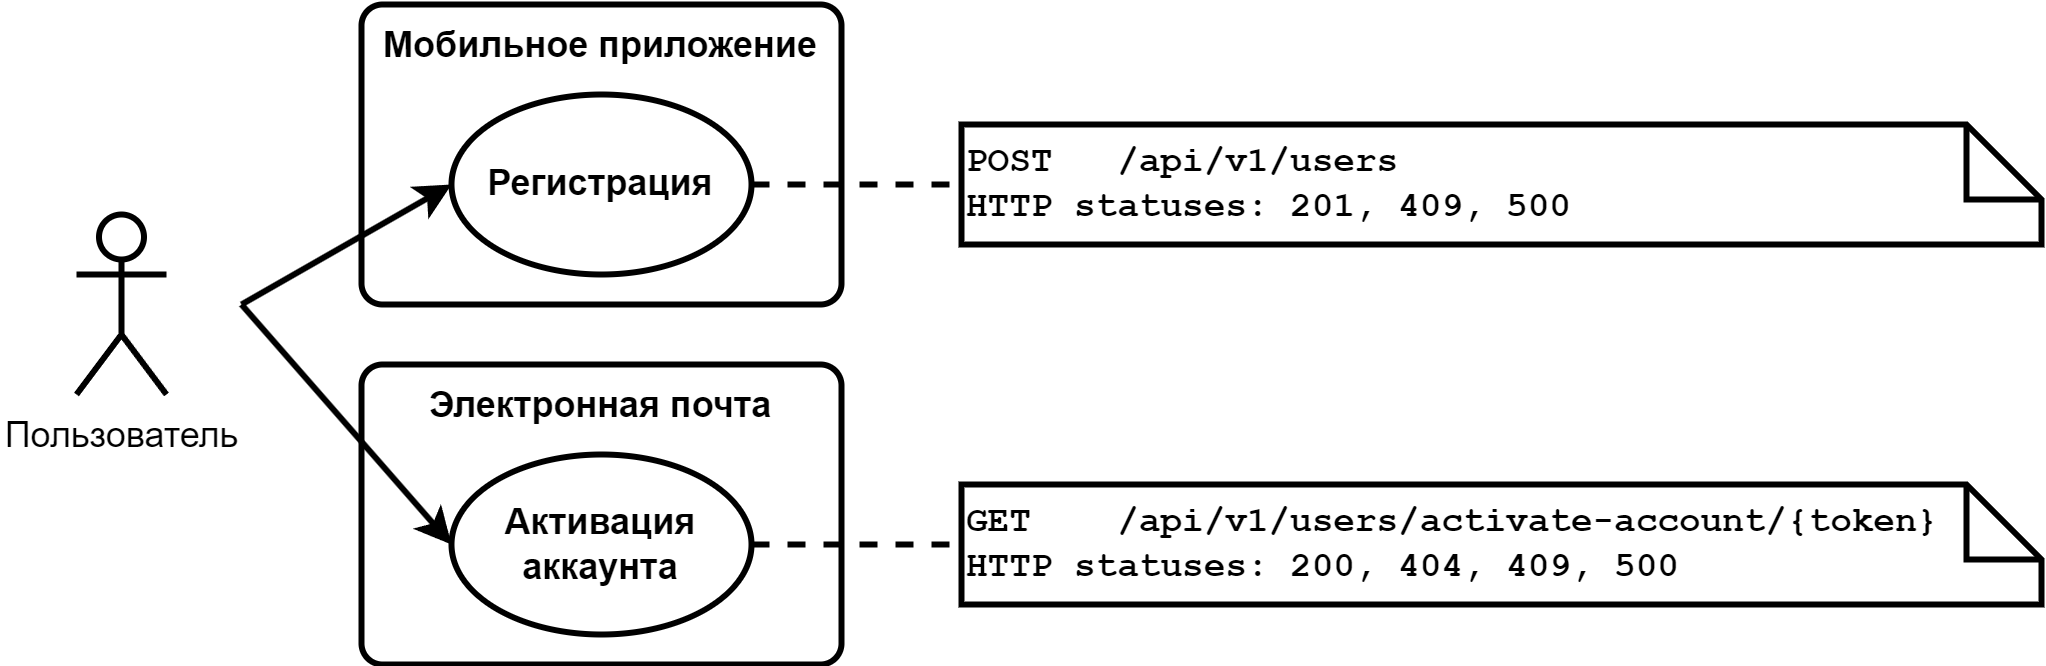 Мобильное приложение
Регистрация
POST   /api/v1/users
HTTP statuses: 201, 409, 500
Пользователь
Электронная почта
Активация
аккаунта
GET    /api/v1/users/activate-account/{token}
HTTP statuses: 200, 404, 409, 500